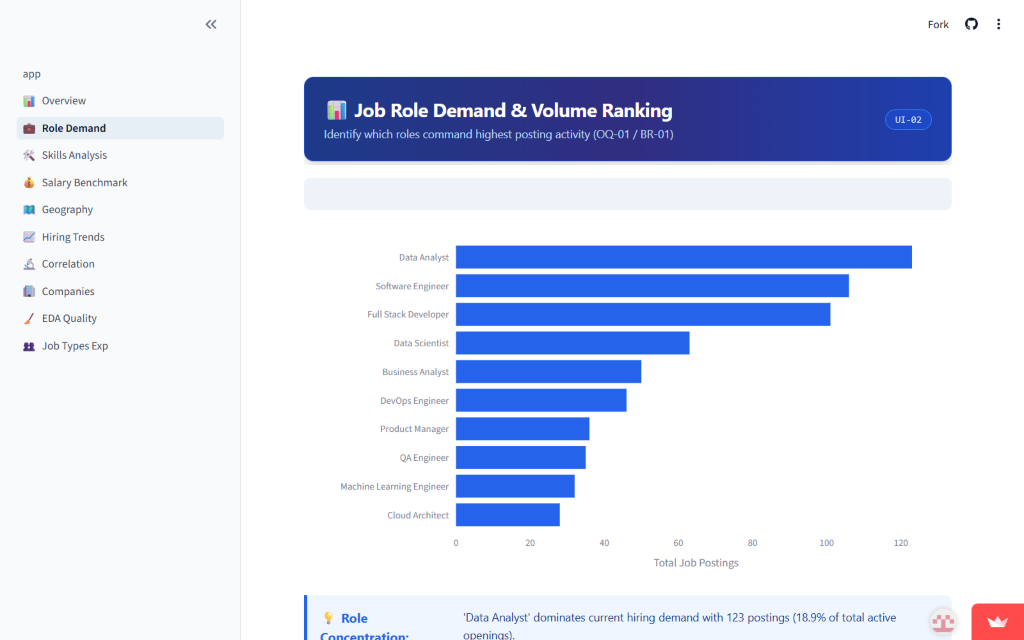 Fork
app
Overview
Role Demand
Skills Analysis
Salary Benchmark
Geography
Hiring Trends
Correlation
Companies
EDA Quality
Job Types Exp
Job Role Demand & Volume Ranking
Identify which roles command highest posting activity (OQ-01 / BR-01)
UI-02
Data Analyst
Software Engineer
Full Stack Developer
Data Scientist
Business Analyst
DevOps Engineer
Product Manager
QA Engineer
Machine Learning Engineer
Cloud Architect
0 20 40 60 80 100 120
Total Job Postings
Role
Concentration:
'Data Analyst' dominates current hiring demand with 123 postings (18.9% of total active
openings).